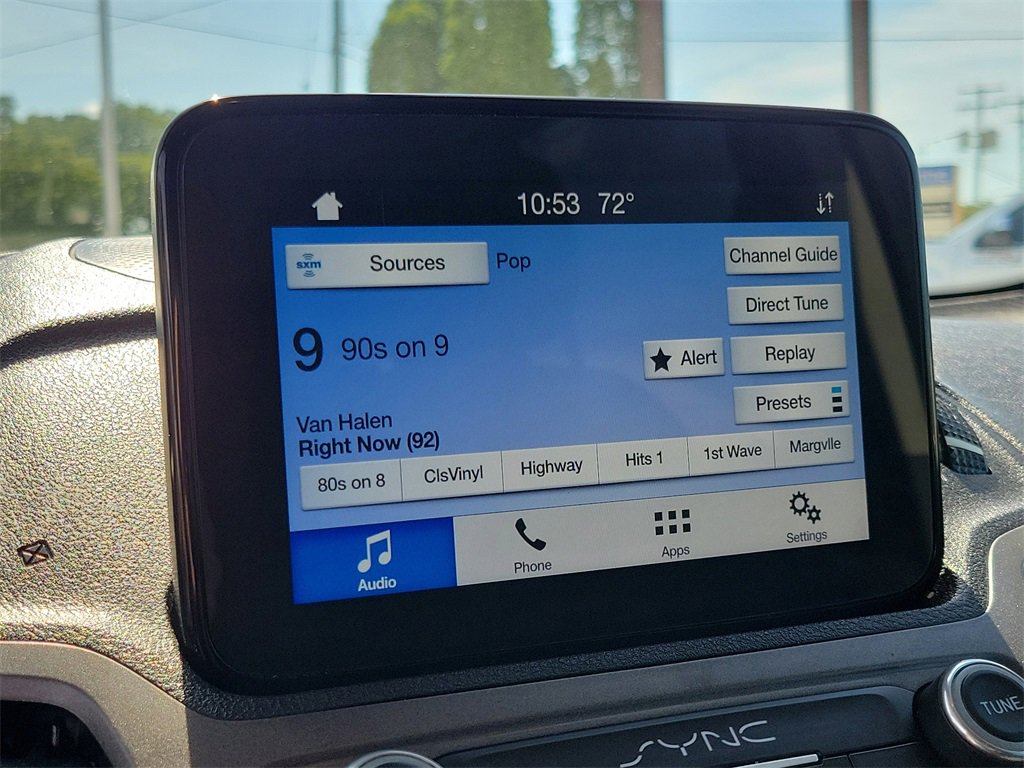 10:53 72°
sxm Sources Pop
Channel Guide
Direct Tune
9 90s on 9
Alert Replay
Presets
Van Halen
Right Now (92)
80s on 8 ClsVinyl Highway Hits 1 1st Wave Margvlle
Audio Phone Apps Settings
TUNE
SYNC